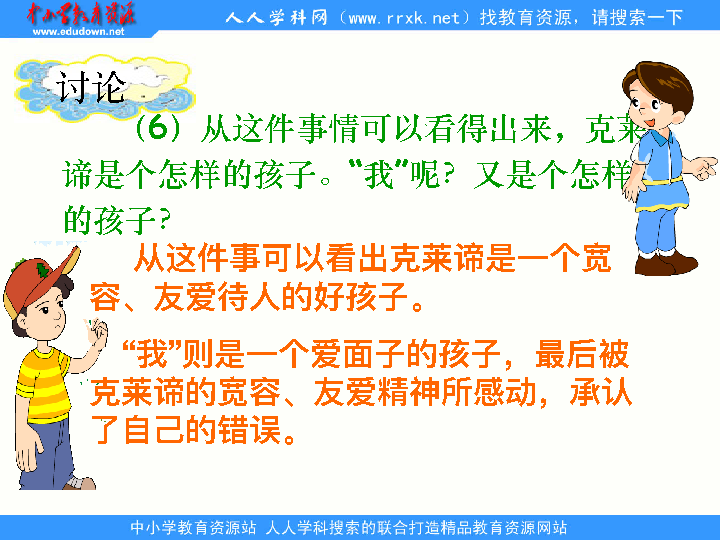 中小学教育资源
www.edudown.net
人人学科网（www.rrxk.net）找教育资源，请搜索一下
讨论
（6）从这件事情可以看得出来，克莱
谛是个怎样的孩子。“我”呢？又是个怎样
的孩子？
从这件事可以看出克莱谛是一个宽
容、友爱待人的好孩子。
“我”则是一个爱面子的孩子，最后被
克莱谛的宽容、友爱精神所感动，承认
了自己的错误。
中小学教育资源站 人人学科搜索的联合打造精品教育资源网站